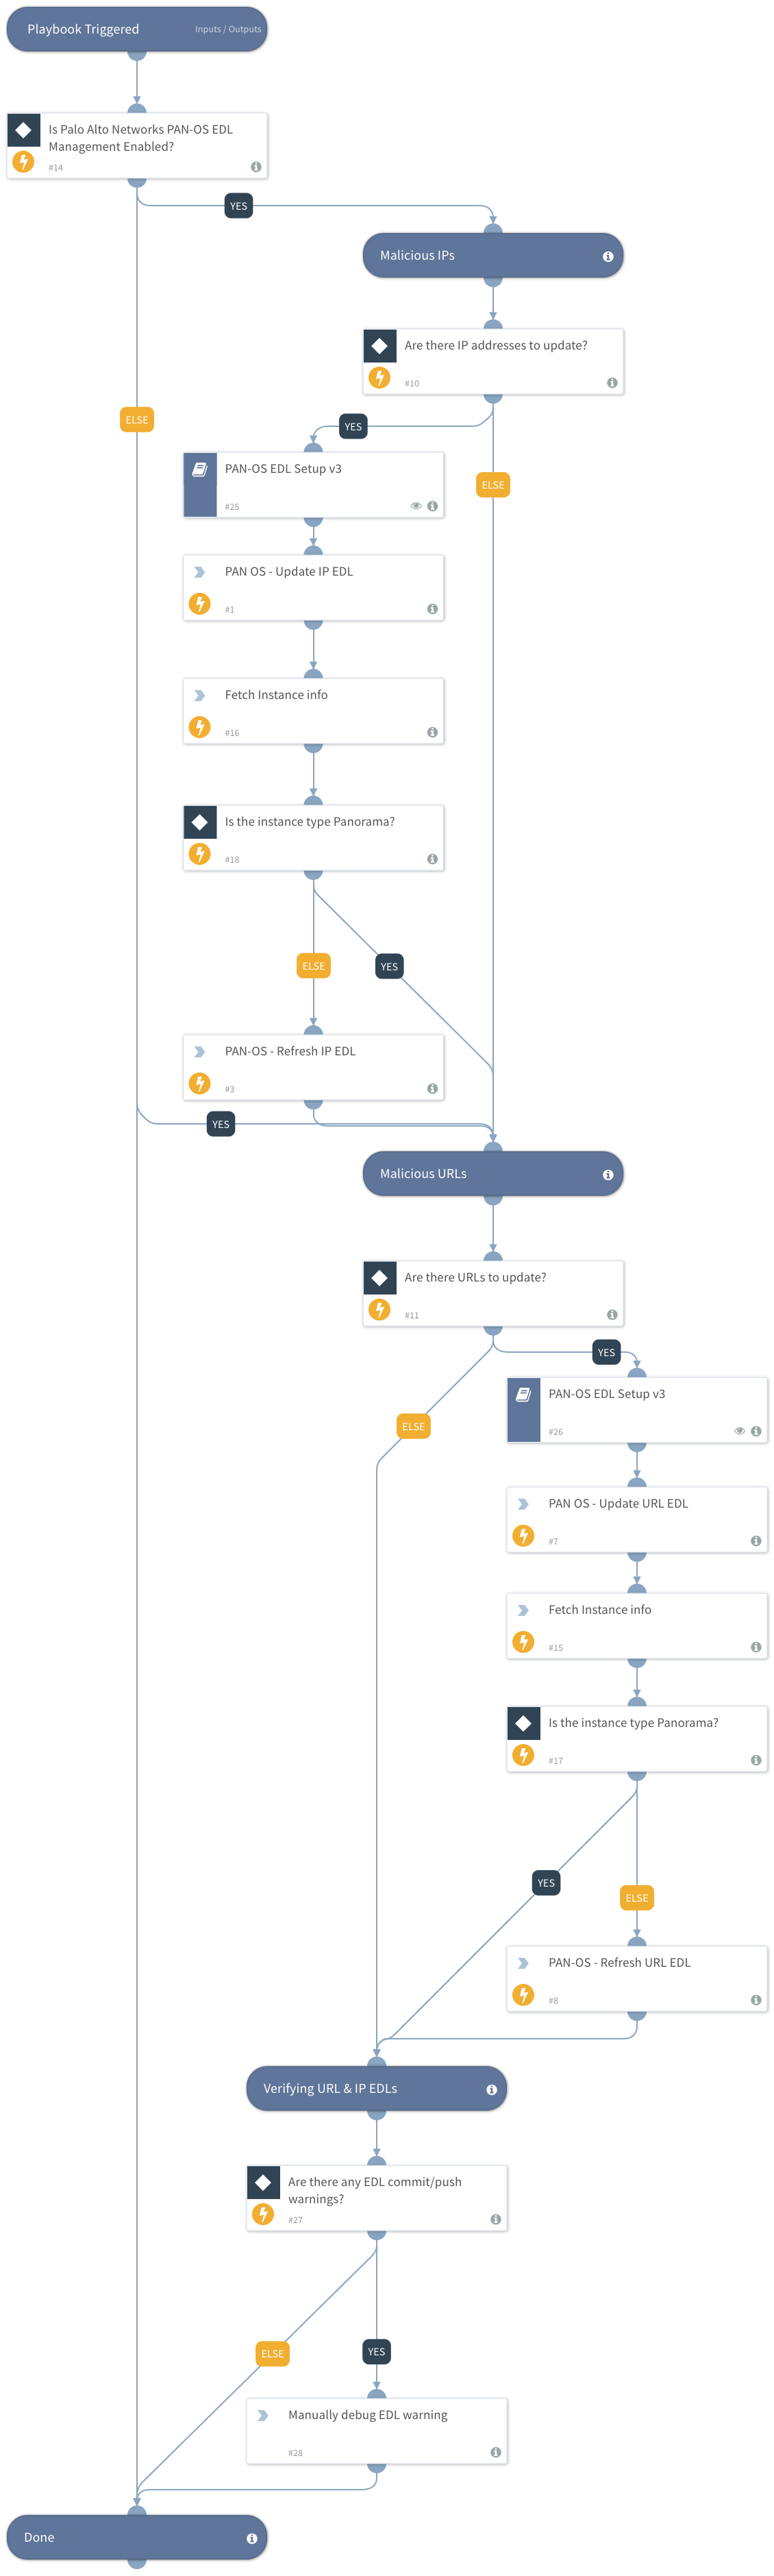 Playbook Triggered
Inputs / Outputs
Is Palo Alto Networks PAN-OS EDL
Management Enabled?
#14
YES
Malicious IPs
Are there IP addresses to update?
#10
ELSE
YES
PAN-OS EDL Setup v3
#25
ELSE
PAN OS - Update IP EDL
#1
Fetch Instance info
#16
Is the instance type Panorama?
#18
ELSE
YES
PAN-OS - Refresh IP EDL
#3
YES
Malicious URLs
Are there URLs to update?
#11
YES
PAN-OS EDL Setup v3
#26
ELSE
PAN OS - Update URL EDL
#7
Fetch Instance info
#15
Is the instance type Panorama?
#17
YES
ELSE
PAN-OS - Refresh URL EDL
#8
Verifying URL & IP EDLs
Are there any EDL commit/push
warnings?
#27
ELSE
YES
Manually debug EDL warning
#28
Done